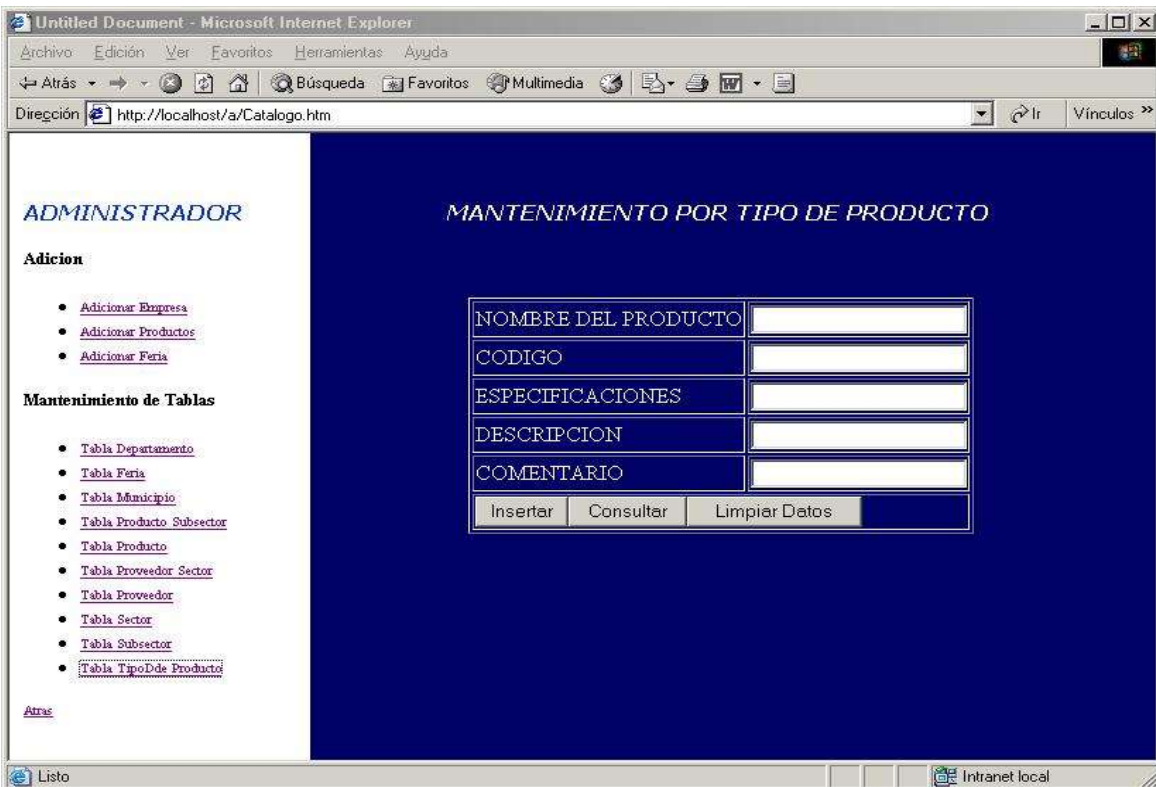 Untitled Document - Microsoft Internet Explorer
Archivo Edición Ver Favoritos Herramientas Ayuda
Atrás Búsqueda Favoritos Multimedia
Dirección http://localhost/a/Catalogo.htm Ir Vínculos »
ADMINISTRADOR
Adicion
Adicionar Empresa
Adicionar Productos
Adicionar Feria
Mantenimiento de Tablas
Tabla Departamento
Tabla Feria
Tabla Municipio
Tabla Producto Subsector
Tabla Producto
Tabla Proveedor Sector
Tabla Proveedor
Tabla Sector
Tabla Subsector
Tabla TipoDde Producto
Atras
MANTENIMIENTO POR TIPO DE PRODUCTO
NOMBRE DEL PRODUCTO
CODIGO
ESPECIFICACIONES
DESCRIPCION
COMENTARIO
Insertar Consultar Limpiar Datos
Listo Intranet local